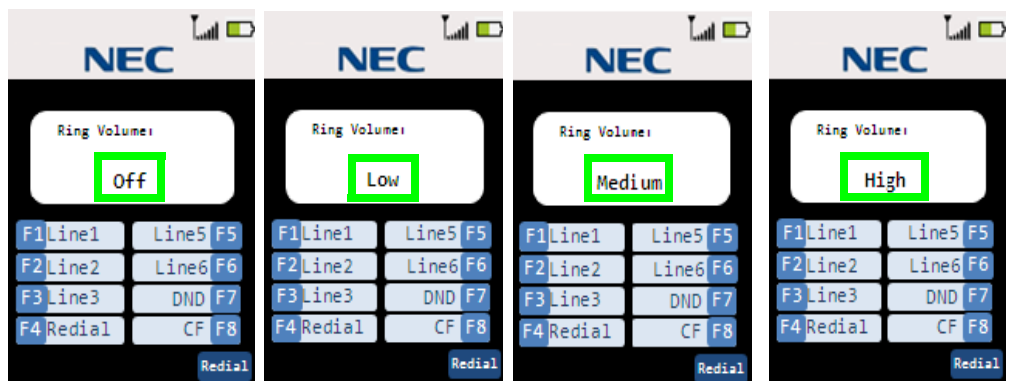 NEC
Ring Volume:
Off
F1 Line1 Line5 F5
F2 Line2 Line6 F6
F3 Line3 DND F7
F4 Redial CF F8
Redial
NEC
Ring Volume:
Low
F1 Line1 Line5 F5
F2 Line2 Line6 F6
F3 Line3 DND F7
F4 Redial CF F8
Redial
NEC
Ring Volume:
Medium
F1 Line1 Line5 F5
F2 Line2 Line6 F6
F3 Line3 DND F7
F4 Redial CF F8
Redial
NEC
Ring Volume:
High
F1 Line1 Line5 F5
F2 Line2 Line6 F6
F3 Line3 DND F7
F4 Redial CF F8
Redial